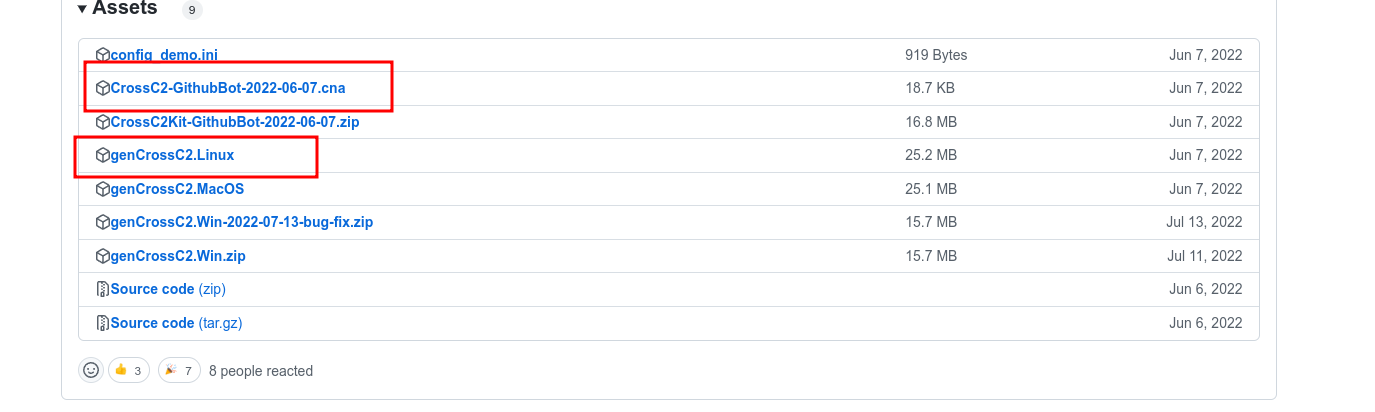 Assets 9
config_demo.ini 919 Bytes Jun 7, 2022
CrossC2-GithubBot-2022-06-07.cna 18.7 KB Jun 7, 2022
CrossC2Kit-GithubBot-2022-06-07.zip 16.8 MB Jun 7, 2022
genCrossC2.Linux 25.2 MB Jun 7, 2022
genCrossC2.MacOS 25.1 MB Jun 7, 2022
genCrossC2.Win-2022-07-13-bug-fix.zip 15.7 MB Jul 13, 2022
genCrossC2.Win.zip 15.7 MB Jul 11, 2022
Source code (zip) Jun 6, 2022
Source code (tar.gz) Jun 6, 2022
3 7 8 people reacted